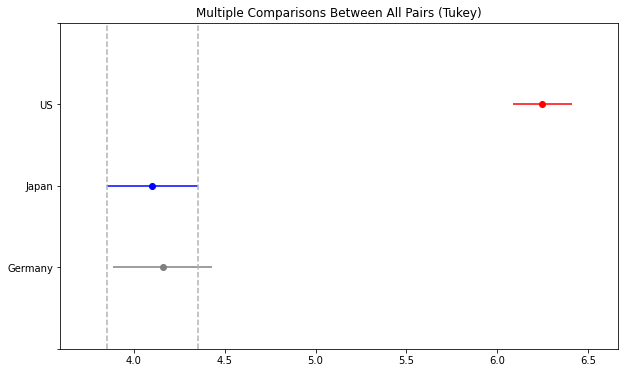 Multiple Comparisons Between All Pairs (Tukey)
US
Japan
Germany
4.0 4.5 5.0 5.5 6.0 6.5